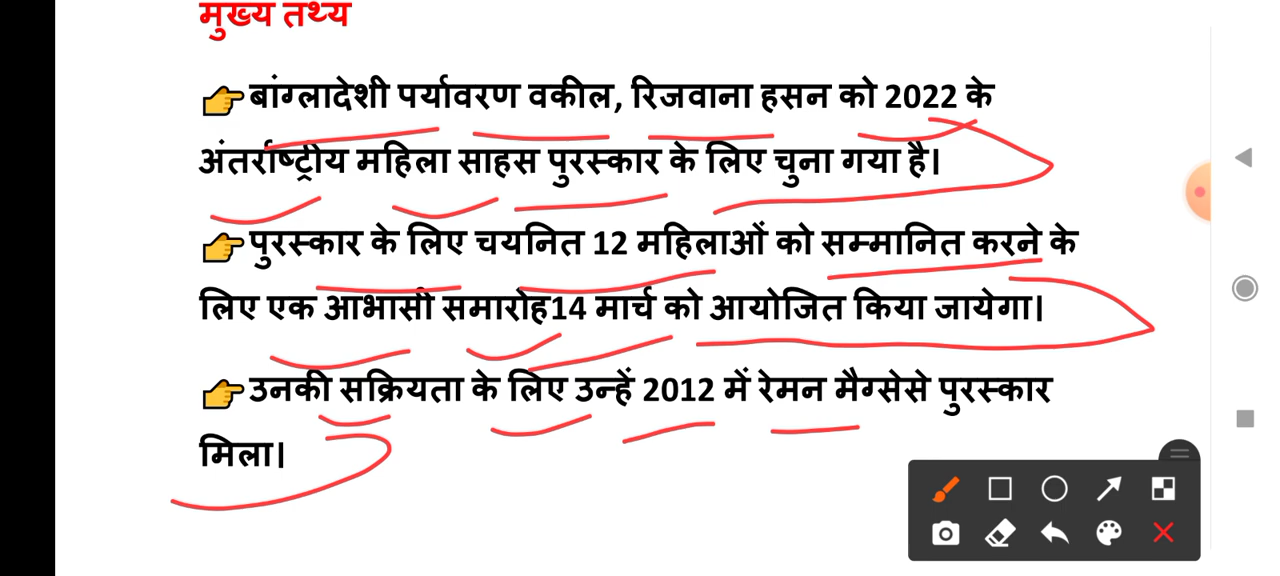 मुख्य तथ्य
👉बांग्लादेशी पर्यावरण वकील, रिजवाना हसन को 2022 के
अंतर्राष्ट्रीय महिला साहस पुरस्कार के लिए चुना गया है।
👉पुरस्कार के लिए चयनित 12 महिलाओं को सम्मानित करने के
लिए एक आभासी समारोह14 मार्च को आयोजित किया जायेगा।
👉उनकी सक्रियता के लिए उन्हें 2012 में रेमन मैग्सेसे पुरस्कार
मिला।